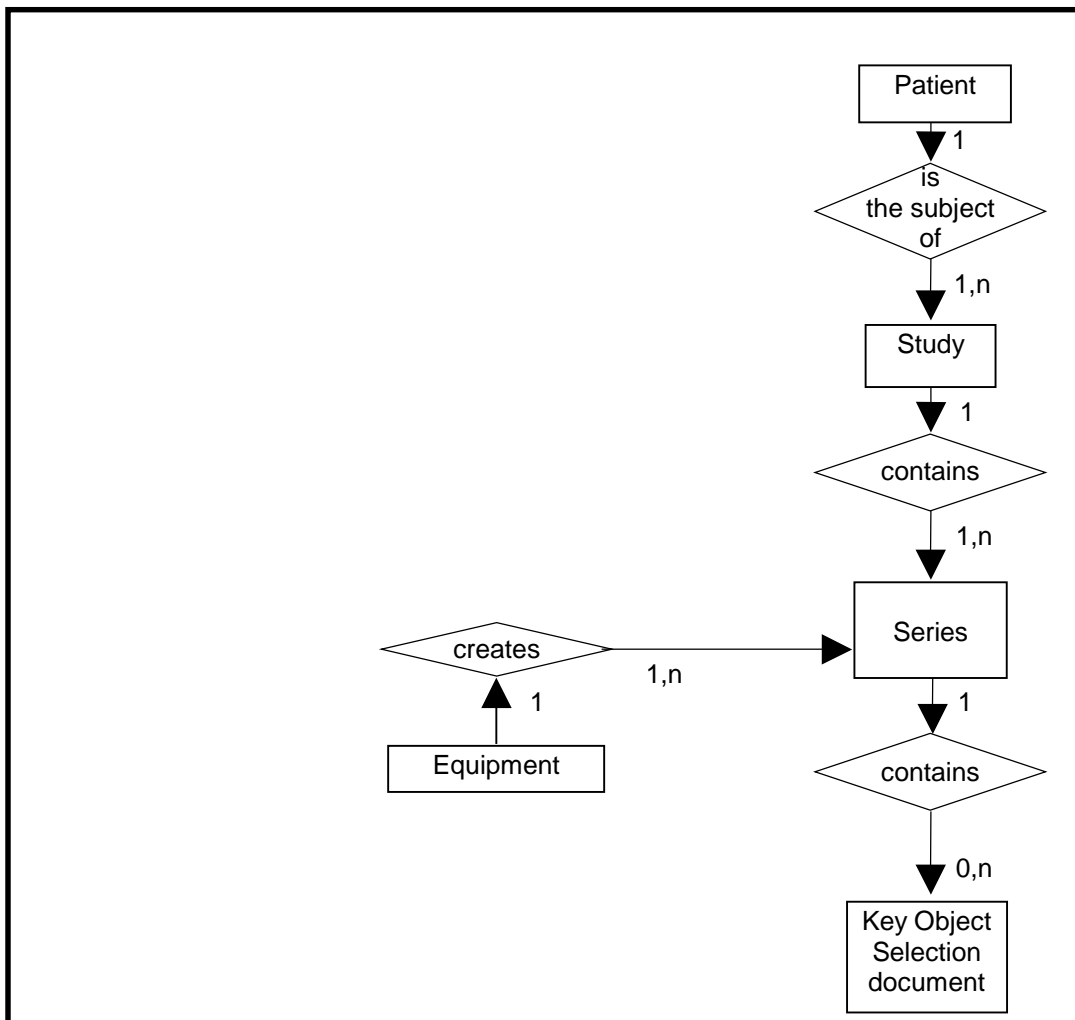 Patient
1
is
the subject
of
1,n
Study
1
contains
1,n
Series
creates
1,n
1
1
Equipment
contains
0,n
Key Object
Selection
document